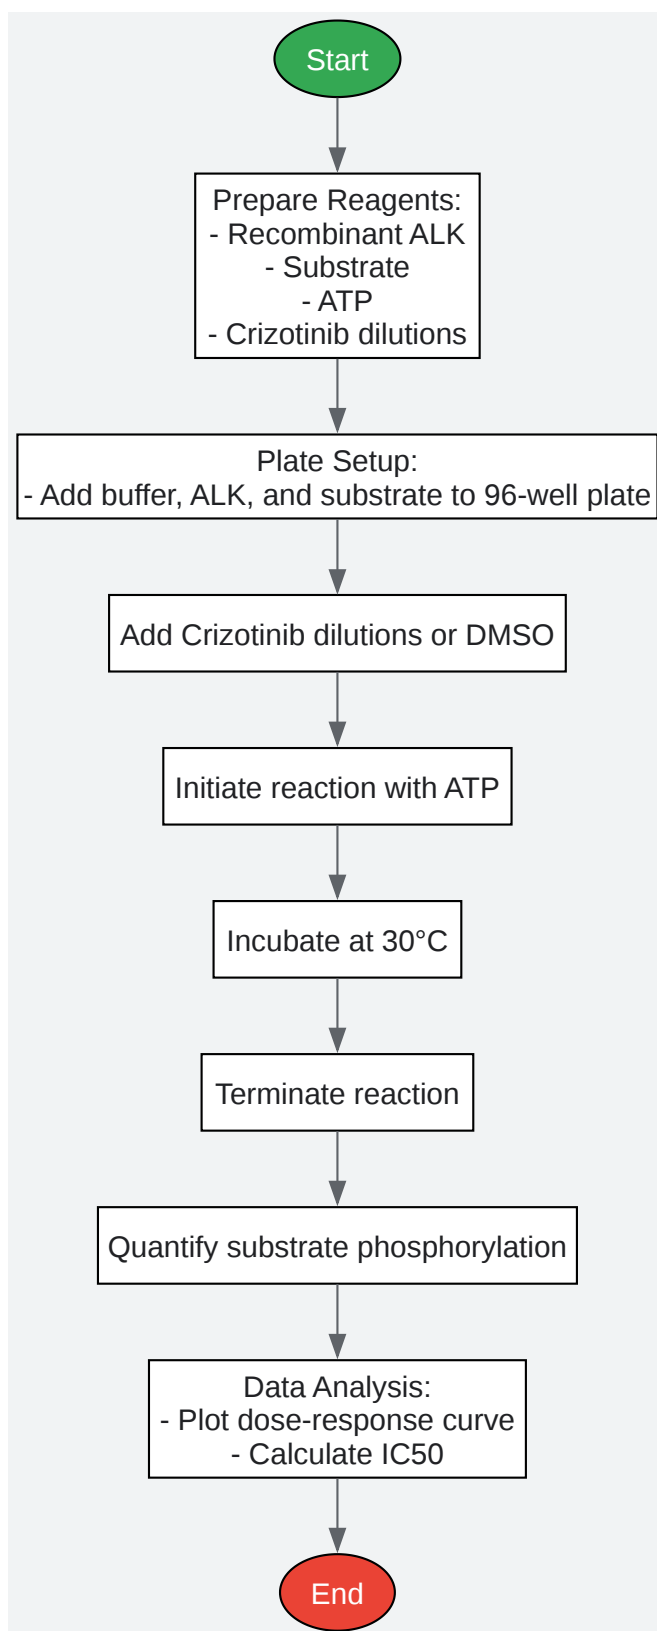 Start
Prepare Reagents:
- Recombinant ALK
- Substrate
- ATP
- Crizotinib dilutions
Plate Setup:
- Add buffer, ALK, and substrate to 96-well plate
Add Crizotinib dilutions or DMSO
Initiate reaction with ATP
Incubate at 30°C
Terminate reaction
Quantify substrate phosphorylation
Data Analysis:
- Plot dose-response curve
- Calculate IC50
End